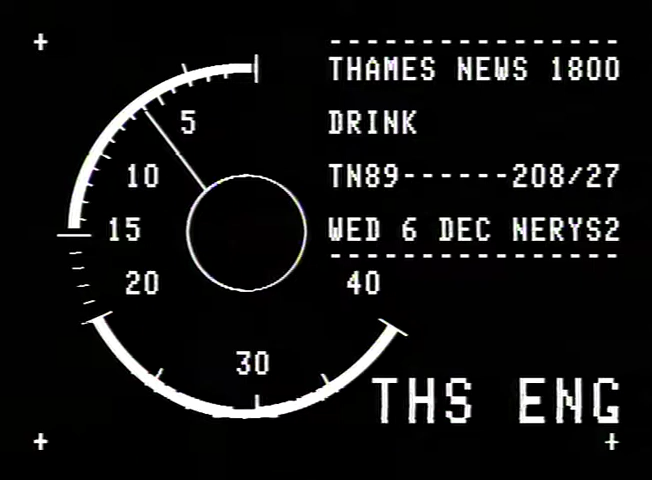 ----------------
THAMES NEWS 1800
DRINK
TN89------208/27
WED 6 DEC NERYS2
----------------
5
10
15
20
30
40
THS ENG